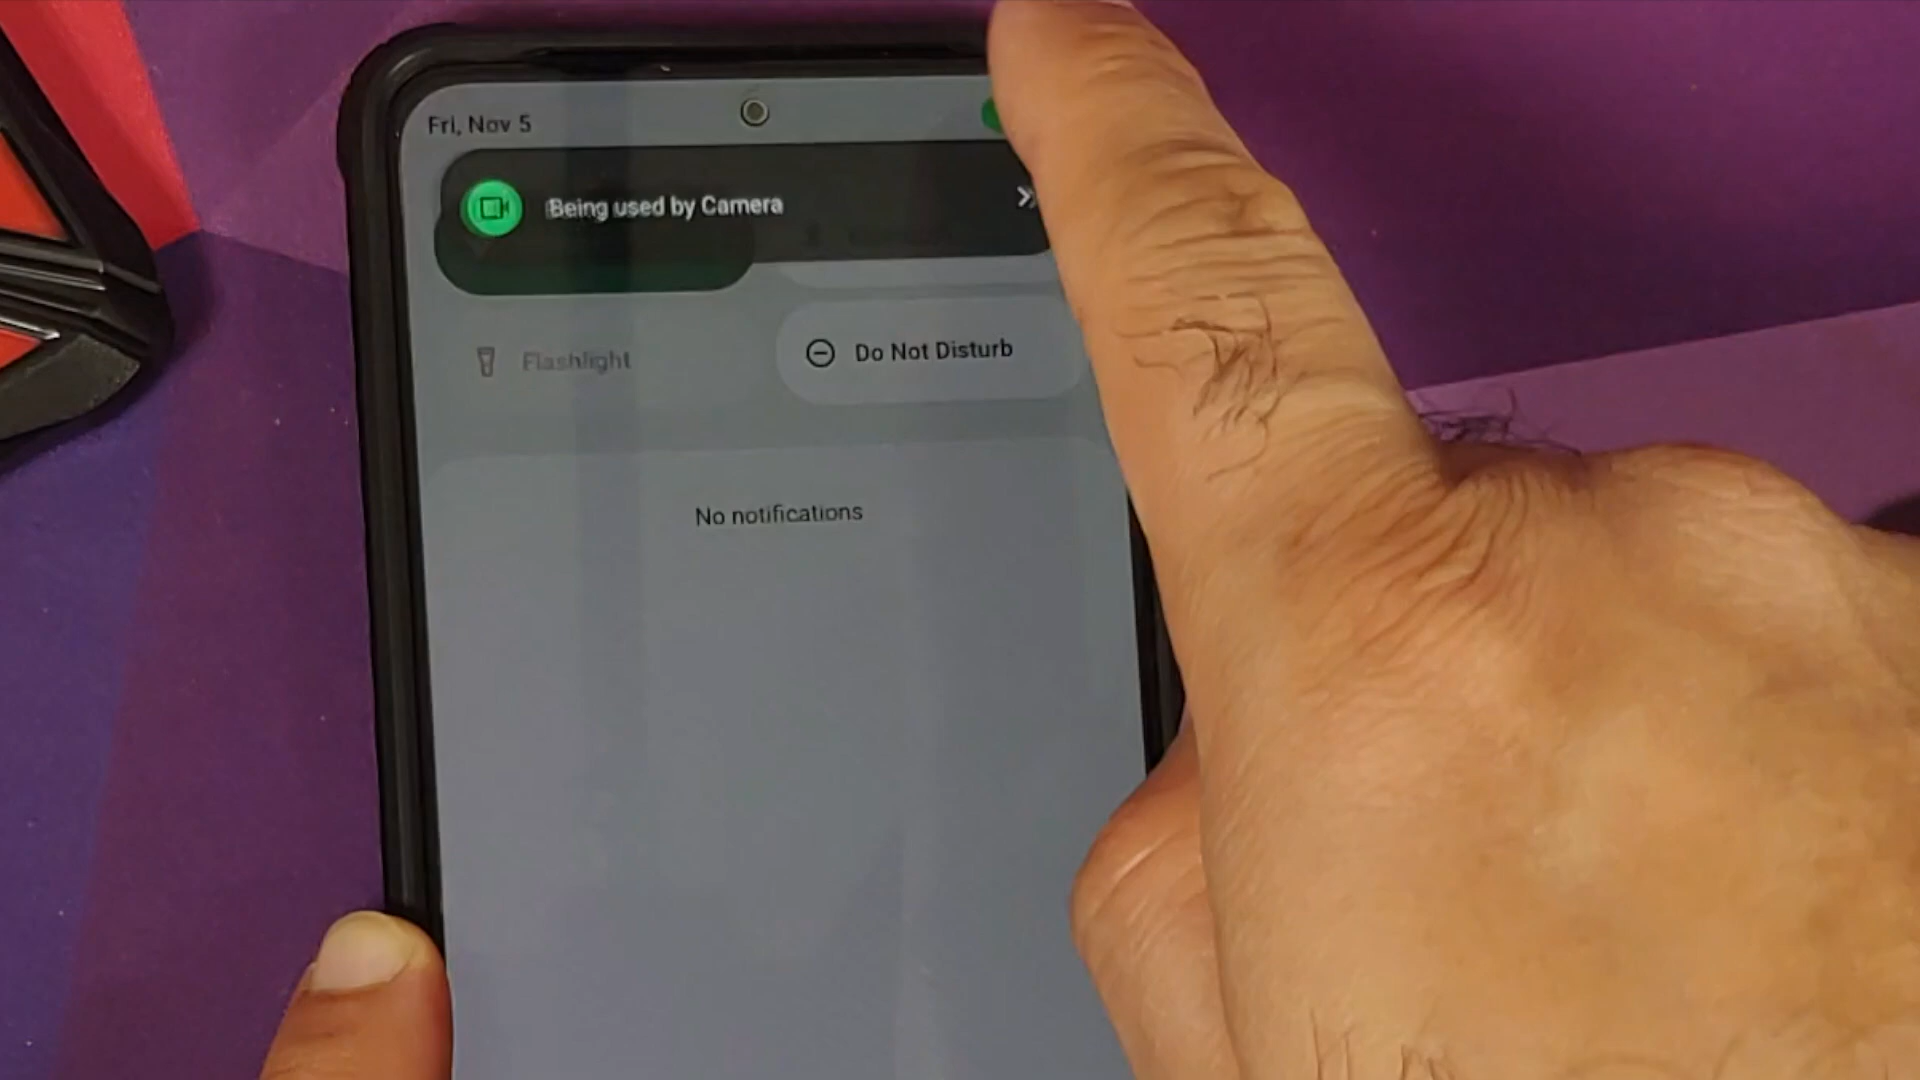 Fri, Nov 5
Being used by Camera
Flashlight
Do Not Disturb
No notifications